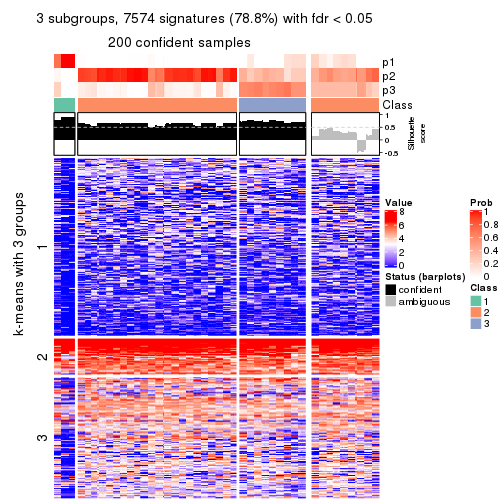 3 subgroups, 7574 signatures (78.8%) with fdr < 0.05
200 confident samples
p1
p2
p3
Class
1
0.5
0
-0.5
Silhouette
score
k-means with 3 groups
1
2
3
Value
8
6
4
2
0
Status (barplots)
confident
ambiguous
Prob
1
0.8
0.6
0.4
0.2
0
Class
1
2
3